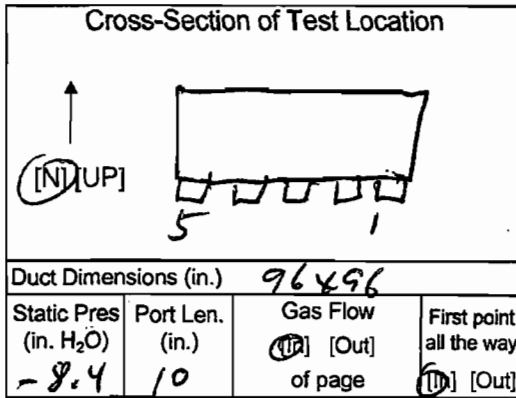 Cross-Section of Test Location
[N] [UP]
5 1
Duct Dimensions (in.) 96 x 96
Static Pres (in. H₂O) -8.4
Port Len. (in.) 10
Gas Flow [In] [Out] of page
First point all the way [In] [Out]